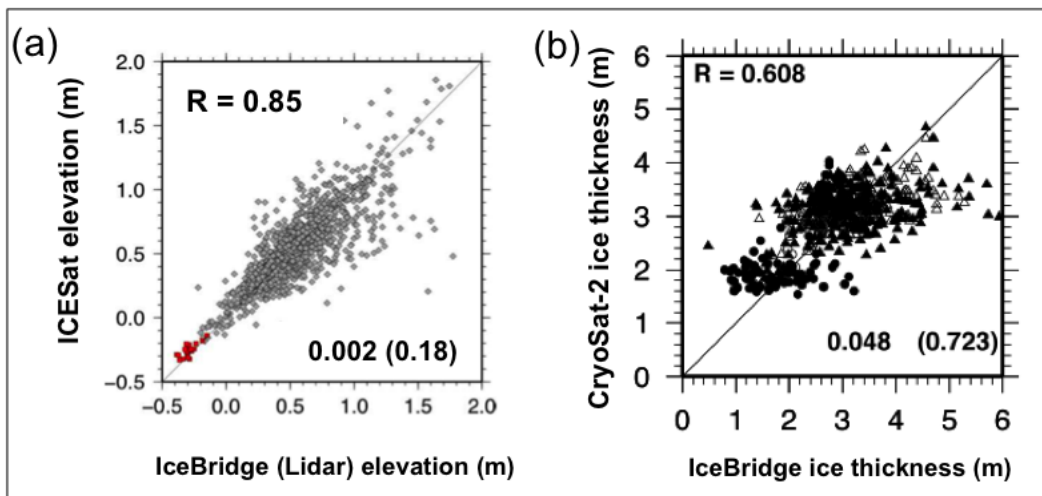 (a)
ICESat elevation (m)
2.0
1.5
1.0
0.5
0.0
−0.5
R = 0.85
0.002 (0.18)
−0.5 0.0 0.5 1.0 1.5 2.0
IceBridge (Lidar) elevation (m)
(b)
CryoSat-2 ice thickness (m)
6
5
4
3
2
1
0
R = 0.608
0.048 (0.723)
0 1 2 3 4 5 6
IceBridge ice thickness (m)